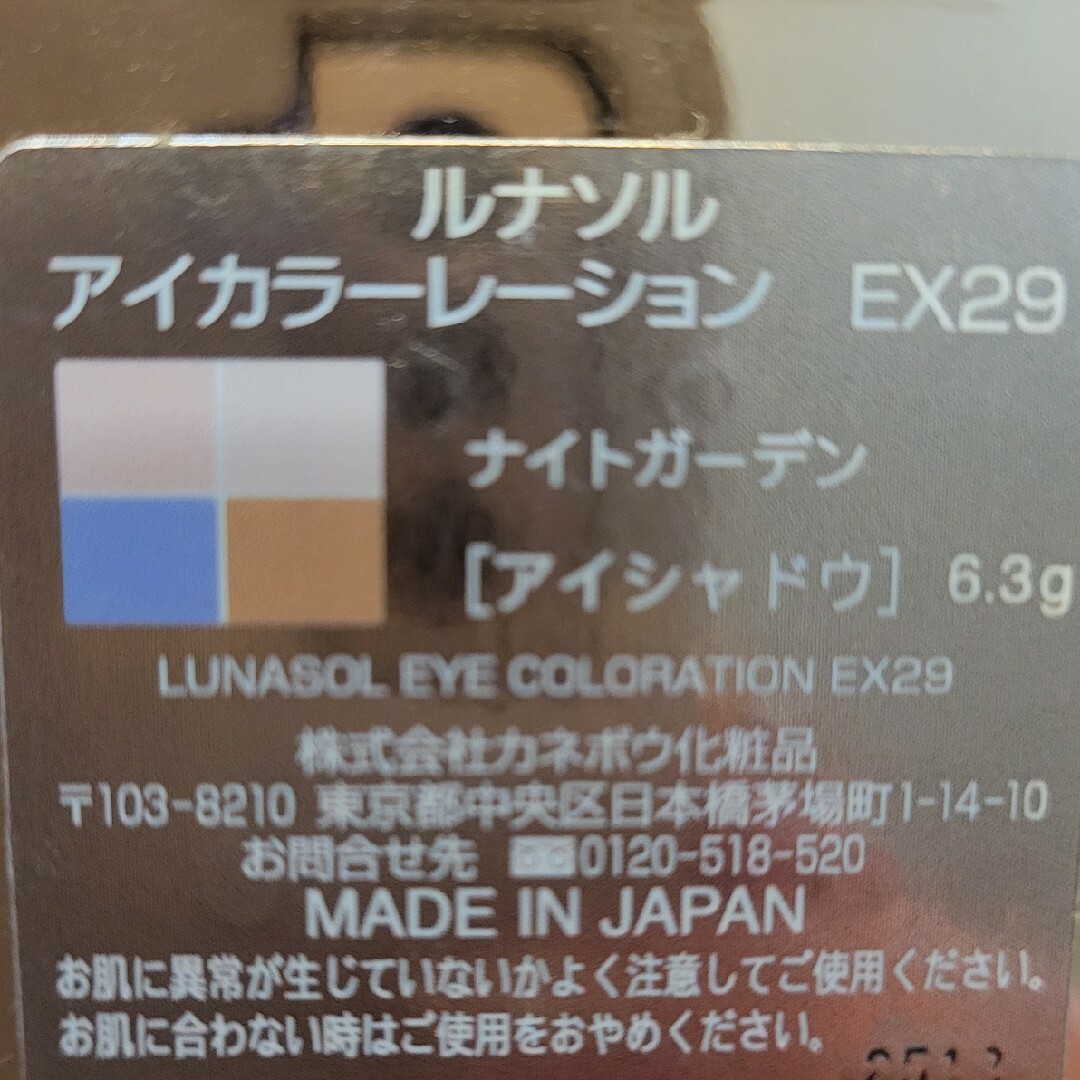 ルナソル
アイカラーレーション EX29
ナイトガーデン
[アイシャドウ] 6.3g
LUNASOL EYE COLORATION EX29
株式会社カネボウ化粧品
〒103-8210 東京都中央区日本橋茅場町1-14-10
お問合せ先 0120-518-520
MADE IN JAPAN
お肌に異常が生じていないかよく注意してご使用ください。
お肌に合わない時はご使用をおやめください。